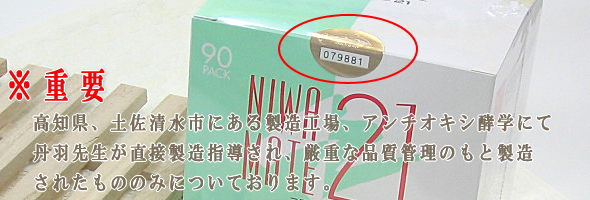 21
90
PACK
079881
※重要
NIWA
MATE 21
高知県、土佐清水市にある製造工場、アンチオキシ酵学にて
丹羽先生が直接製造指導され、厳重な品質管理のもと製造
されたもののみについております。